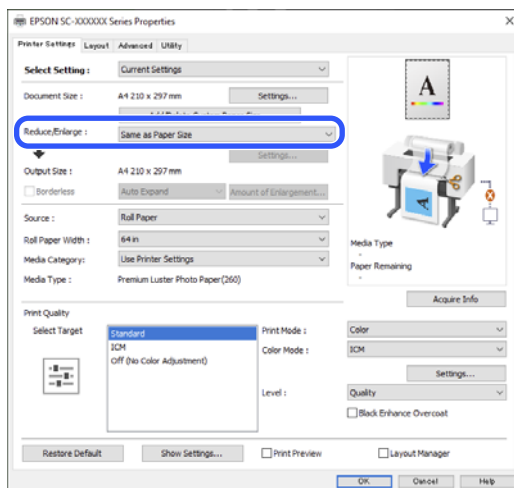 EPSON SC-XXXXXX Series Properties
Printer Settings Layout Advanced Utility
Select Setting : Current Settings
Document Size : A4 210 x 297 mm Settings...
Reduce/Enlarge : Same as Paper Size
Settings...
Output Size : A4 210 x 297 mm
Borderless Auto Expand Amount of Enlargement...
Source : Roll Paper
Roll Paper Width : 64 in
Media Category: Use Printer Settings
Media Type : Premium Luster Photo Paper(260)
A
Media Type
-
Paper Remaining
-
Acquire Info
Print Quality
Select Target
Standard
ICM
Off (No Color Adjustment)
Print Mode : Color
Color Mode : ICM
Settings...
Level : Quality
Black Enhance Overcoat
Restore Default Show Settings... Print Preview Layout Manager
OK Cancel Help